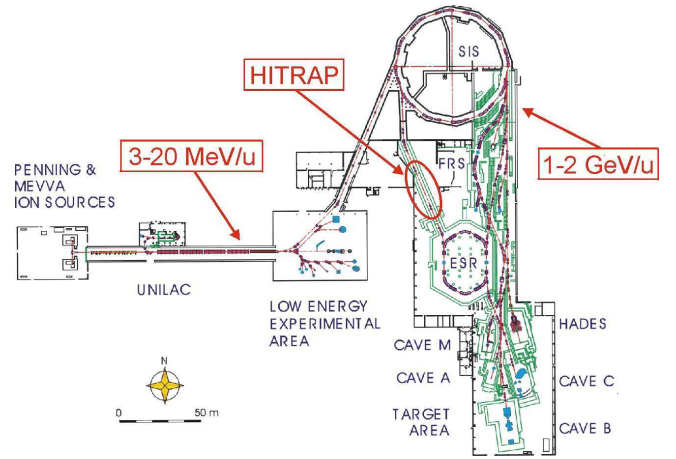 SIS
HITRAP
3-20 MeV/u
FRS
1-2 GeV/u
PENNING &
MEVVA
ION SOURCES
ESR
UNILAC
LOW ENERGY
EXPERIMENTAL
AREA
HADES
CAVE M
CAVE A
CAVE C
TARGET
AREA
CAVE B
N
0
50 m